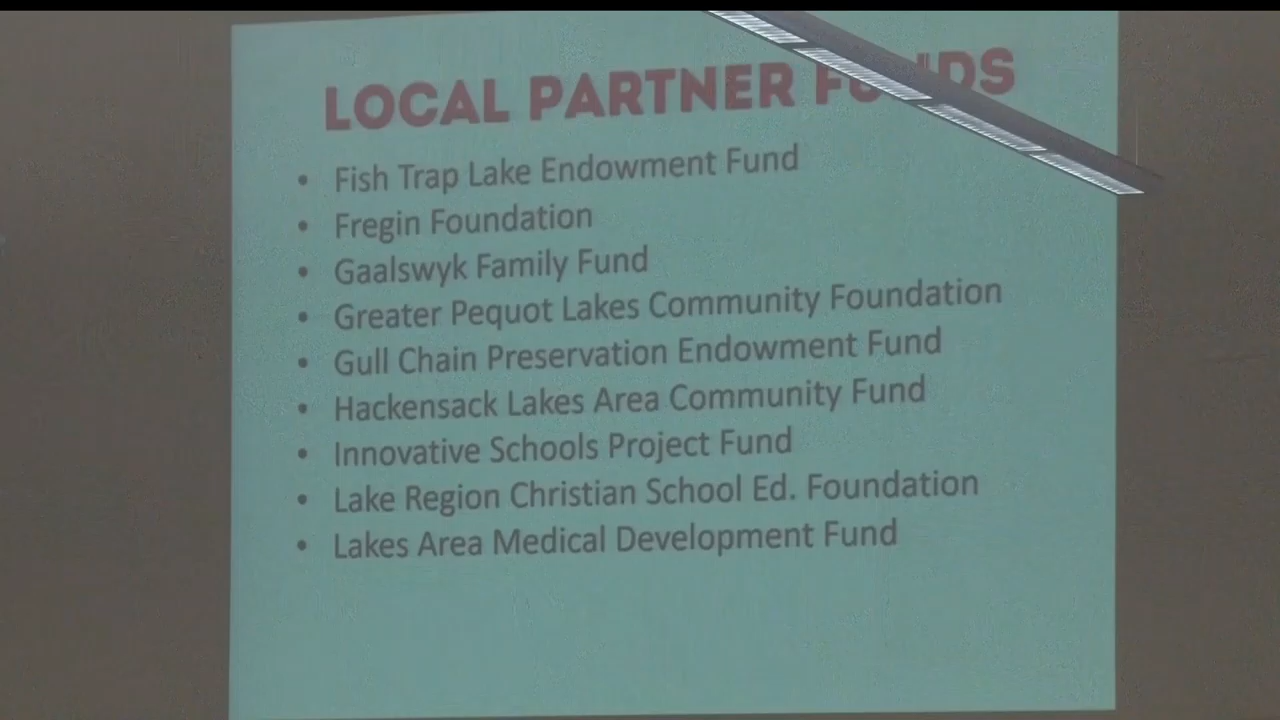 LOCAL PARTNER FUNDS
• Fish Trap Lake Endowment Fund
• Fregin Foundation
• Gaalswyk Family Fund
• Greater Pequot Lakes Community Foundation
• Gull Chain Preservation Endowment Fund
• Hackensack Lakes Area Community Fund
• Innovative Schools Project Fund
• Lake Region Christian School Ed. Foundation
• Lakes Area Medical Development Fund